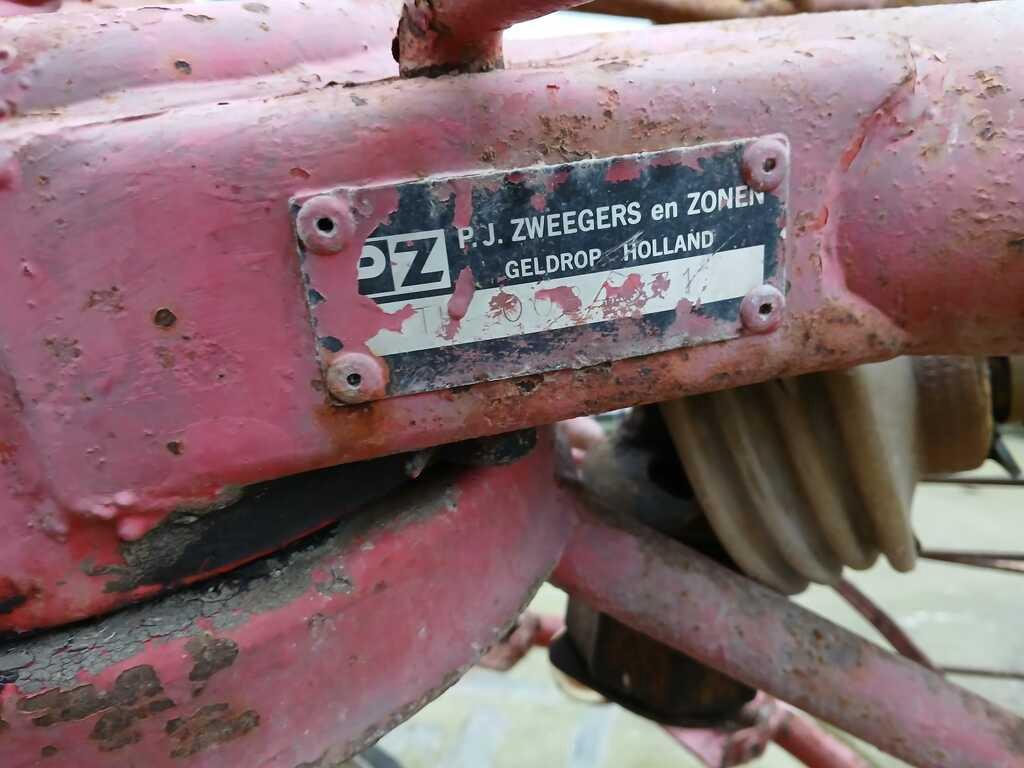 PZ
P.J. ZWEEGERS en ZONEN
GELDROP HOLLAND